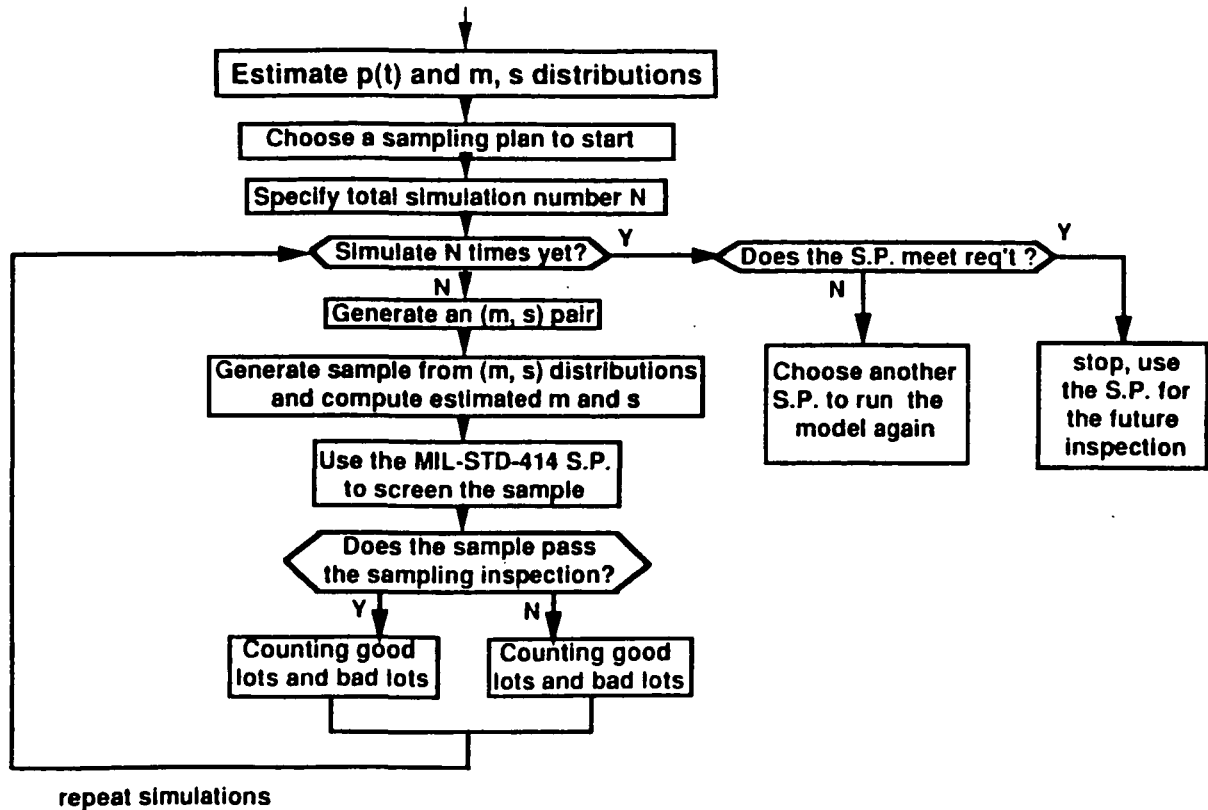 Estimate p(t) and m, s distributions
Choose a sampling plan to start
Specify total simulation number N
Simulate N times yet?
Y
Does the S.P. meet req't ?
Y
N
N
Generate an (m, s) pair
Generate sample from (m, s) distributions
and compute estimated m and s
Choose another
S.P. to run the
model again
stop, use
the S.P. for
the future
inspection
Use the MIL-STD-414 S.P.
to screen the sample
Does the sample pass
the sampling inspection?
Y
N
Counting good
lots and bad lots
Counting good
lots and bad lots
repeat simulations